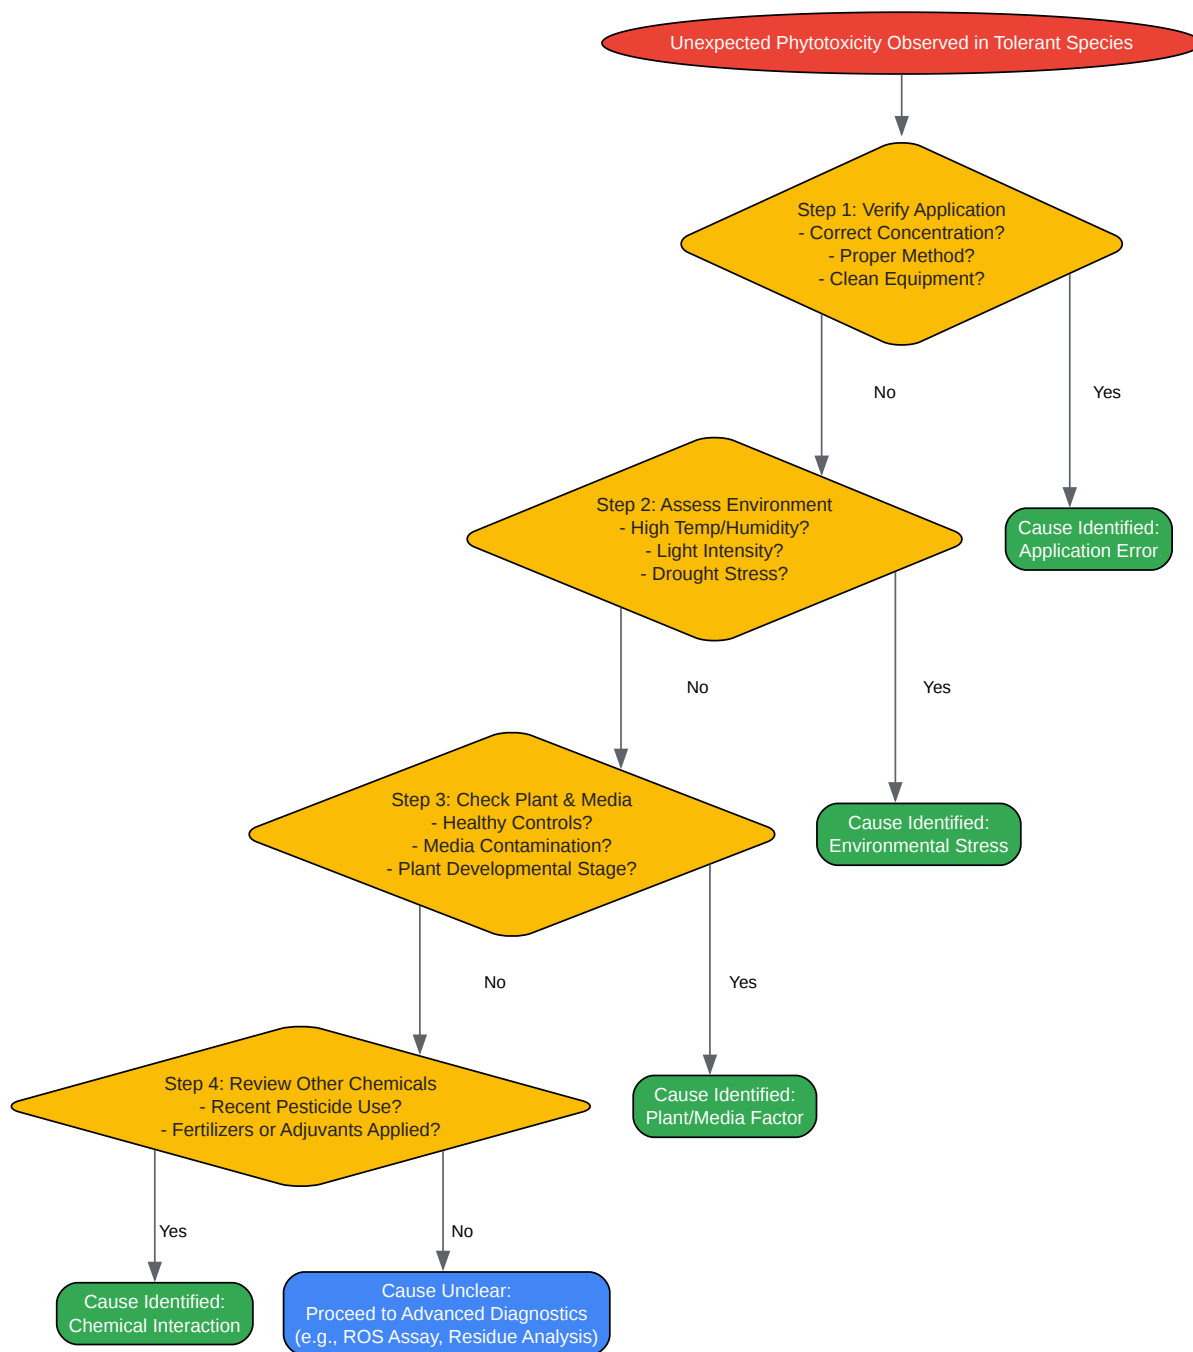 Unexpected Phytotoxicity Observed in Tolerant Species
Step 1: Verify Application
- Correct Concentration?
- Proper Method?
- Clean Equipment?
No
Yes
Step 2: Assess Environment
- High Temp/Humidity?
- Light Intensity?
- Drought Stress?
Cause Identified:
Application Error
No
Yes
Step 3: Check Plant & Media
- Healthy Controls?
- Media Contamination?
- Plant Developmental Stage?
Cause Identified:
Environmental Stress
No
Yes
Step 4: Review Other Chemicals
- Recent Pesticide Use?
- Fertilizers or Adjuvants Applied?
Cause Identified:
Plant/Media Factor
Yes
No
Cause Identified:
Chemical Interaction
Cause Unclear:
Proceed to Advanced Diagnostics
(e.g., ROS Assay, Residue Analysis)